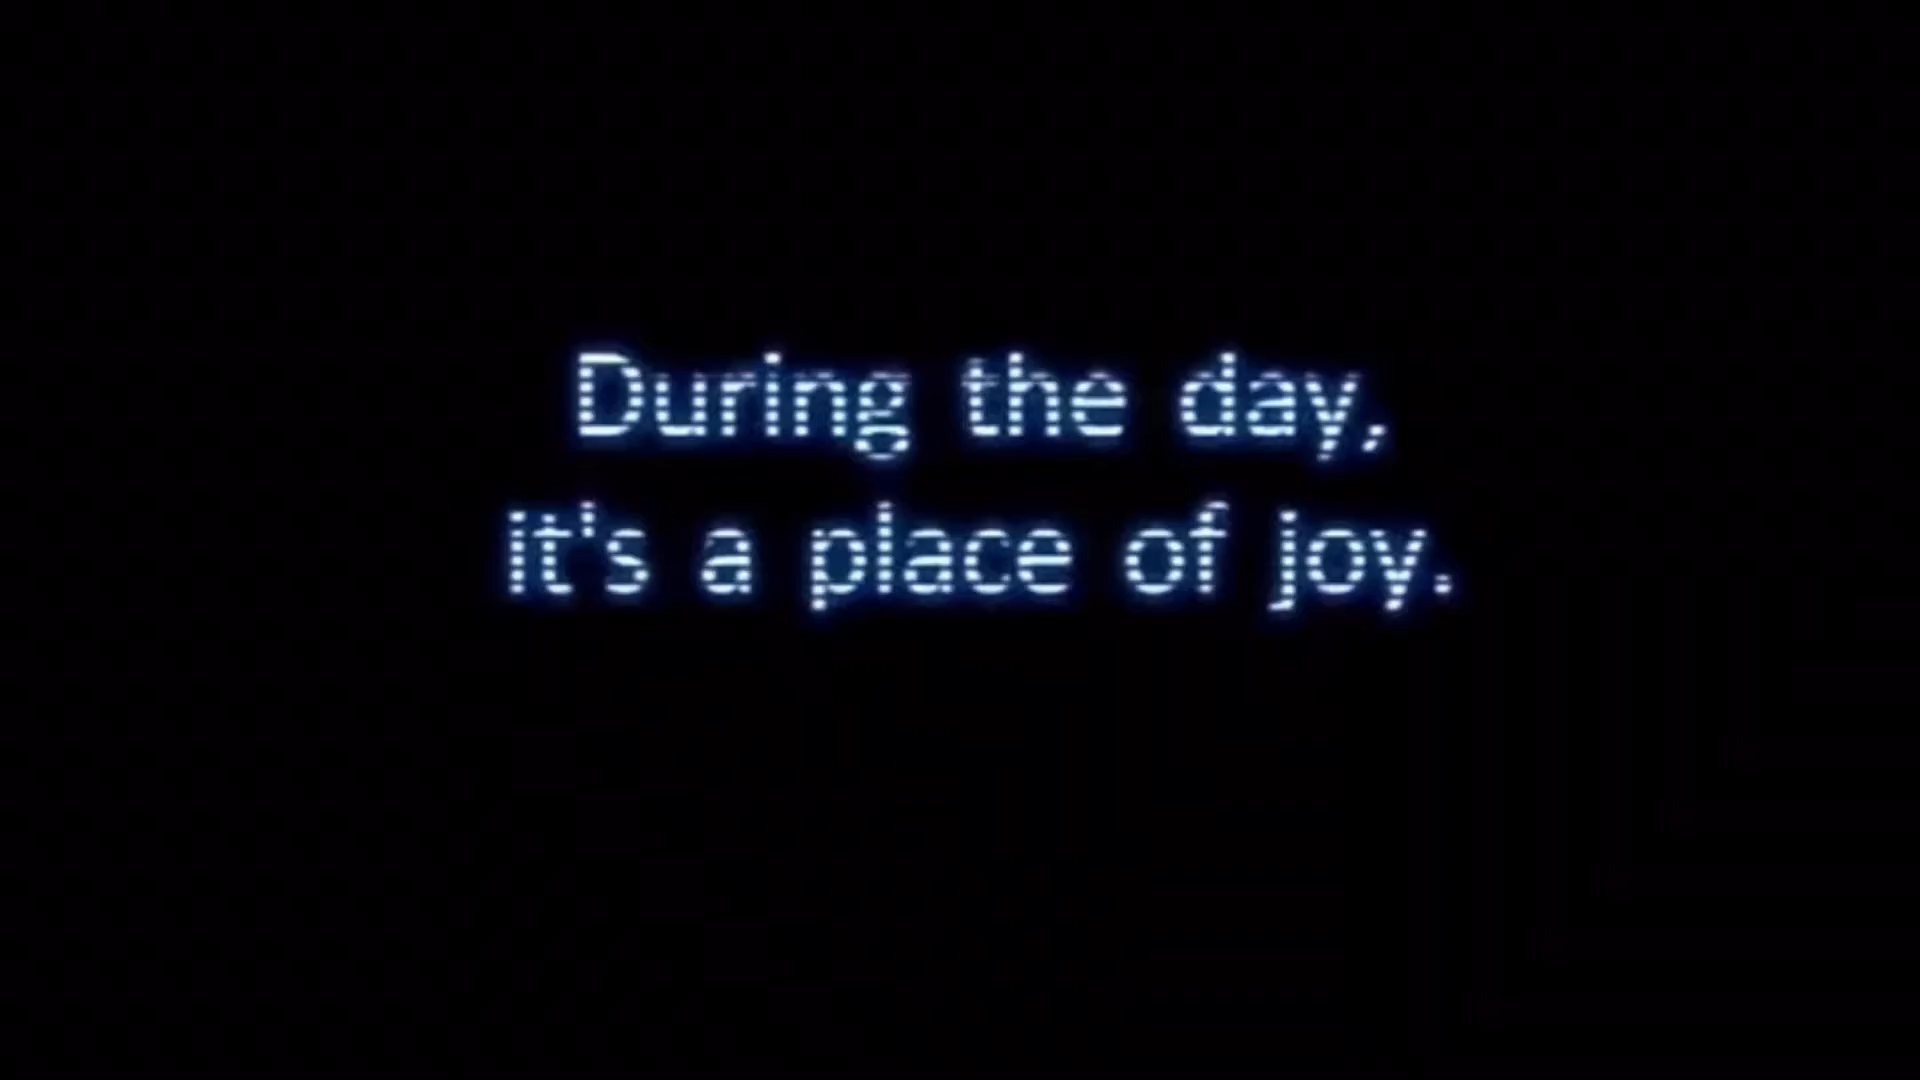 During the day,
it's a place of joy.